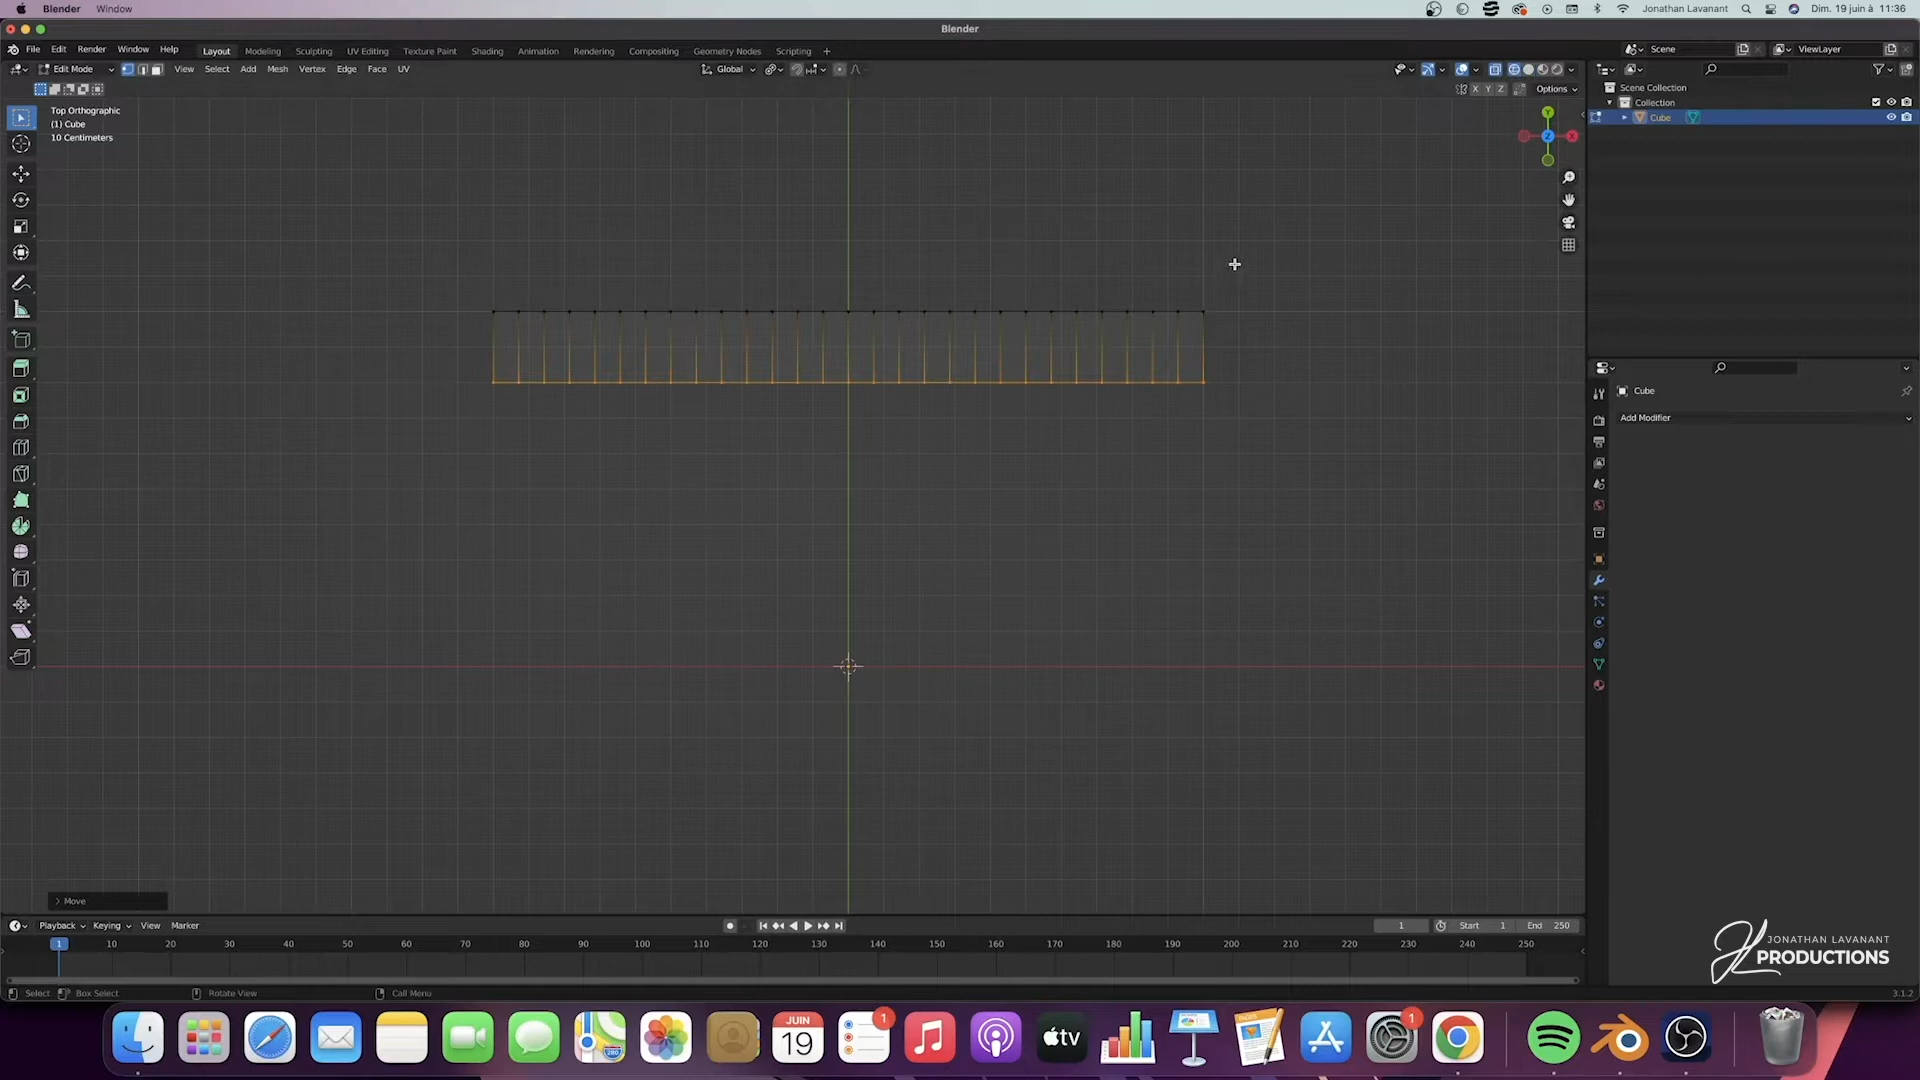 Blender Window Jonathan Lavanant Dim. 19 juin à 11:36
Blender
File Edit Render Window Help Layout Modeling Sculpting UV Editing Texture Paint Shading Animation Rendering Compositing Geometry Nodes Scripting + Scene ViewLayer
Edit Mode View Select Add Mesh Vertex Edge Face UV Global
X Y Z Options
Top Orthographic
(1) Cube
10 Centimeters
Y
Z
X
Scene Collection
Collection
Cube
Cube
Add Modifier
Move
Playback Keying View Marker 1 Start 1 End 250
1 10 20 30 40 50 60 70 80 90 100 110 120 130 140 150 160 170 180 190 200 210 220 230 240 250
Select Box Select Rotate View Call Menu 3.1.2
JONATHAN LAVANANT
PRODUCTIONS
JUIN
19
1
tv
1
280